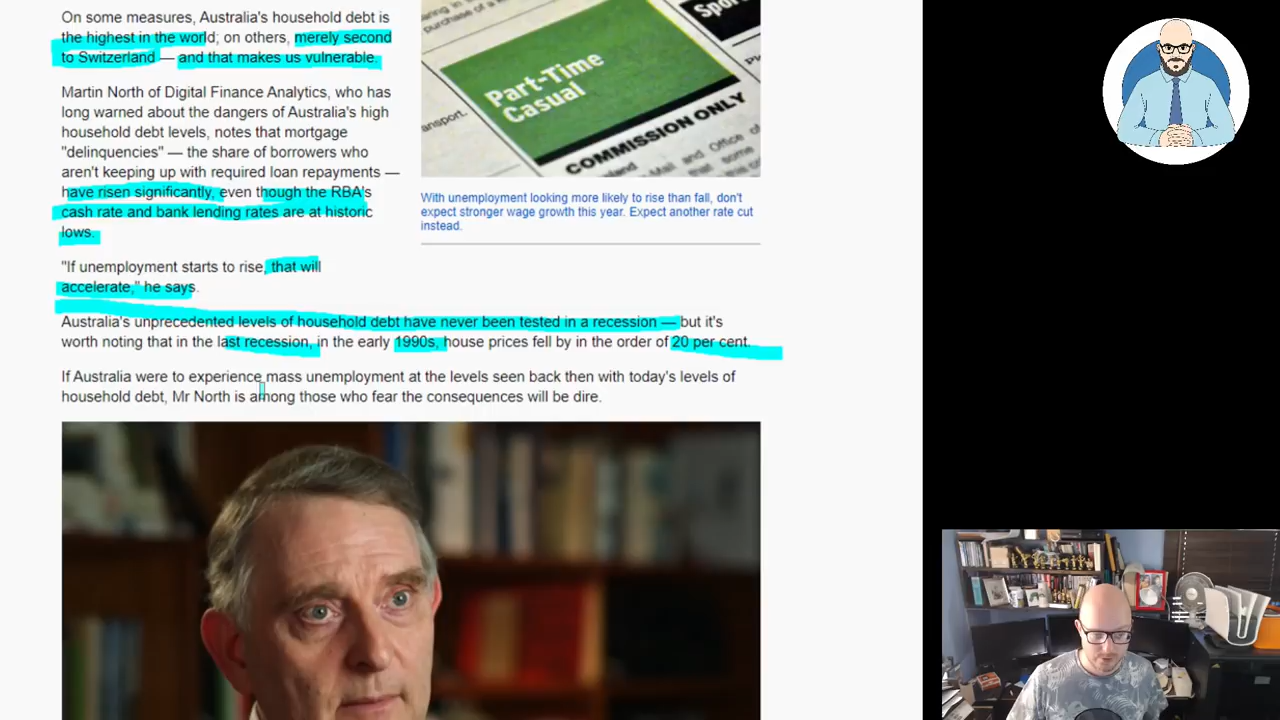 On some measures, Australia's household debt is
the highest in the world; on others, merely second
to Switzerland — and that makes us vulnerable.
Martin North of Digital Finance Analytics, who has
long warned about the dangers of Australia's high
household debt levels, notes that mortgage
"delinquencies" — the share of borrowers who
aren't keeping up with required loan repayments —
have risen significantly, even though the RBA's
cash rate and bank lending rates are at historic
lows.
"If unemployment starts to rise, that will
accelerate," he says.
purchase of a
Spor
Part-Time
Casual
ansport.
COMMISSION ONLY
Mail and Office of
With unemployment looking more likely to rise than fall, don't
expect stronger wage growth this year. Expect another rate cut
instead.
Australia's unprecedented levels of household debt have never been tested in a recession — but it's
worth noting that in the last recession, in the early 1990s, house prices fell by in the order of 20 per cent.
If Australia were to experience mass unemployment at the levels seen back then with today's levels of
household debt, Mr North is among those who fear the consequences will be dire.